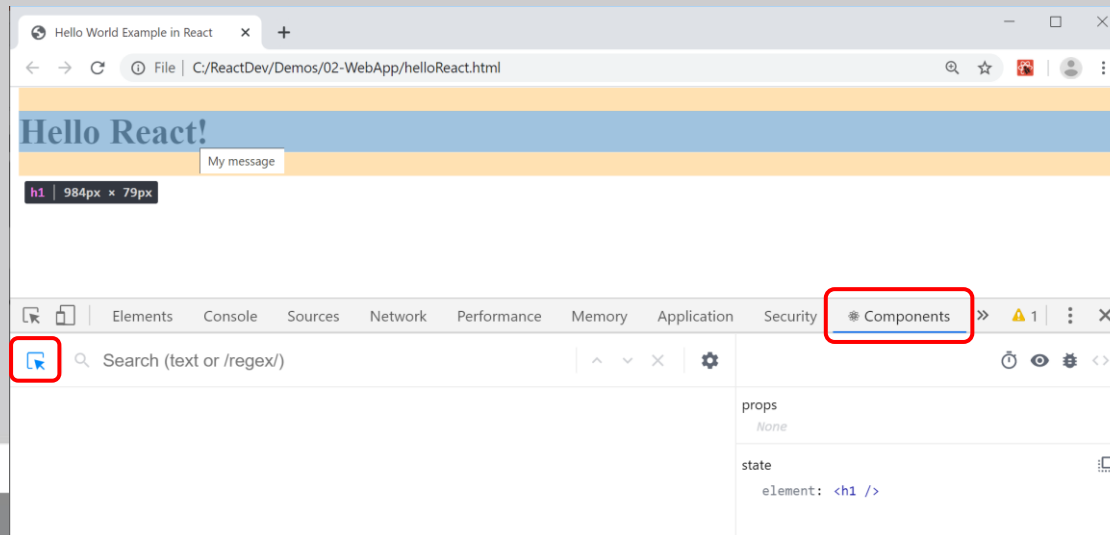 Hello World Example in React
File | C:/ReactDev/Demos/02-WebApp/helloReact.html
Hello React!
My message
h1 | 984px × 79px
Elements Console Sources Network Performance Memory Application Security Components » 1
Search (text or /regex/)
props
None
state
element: <h1 />